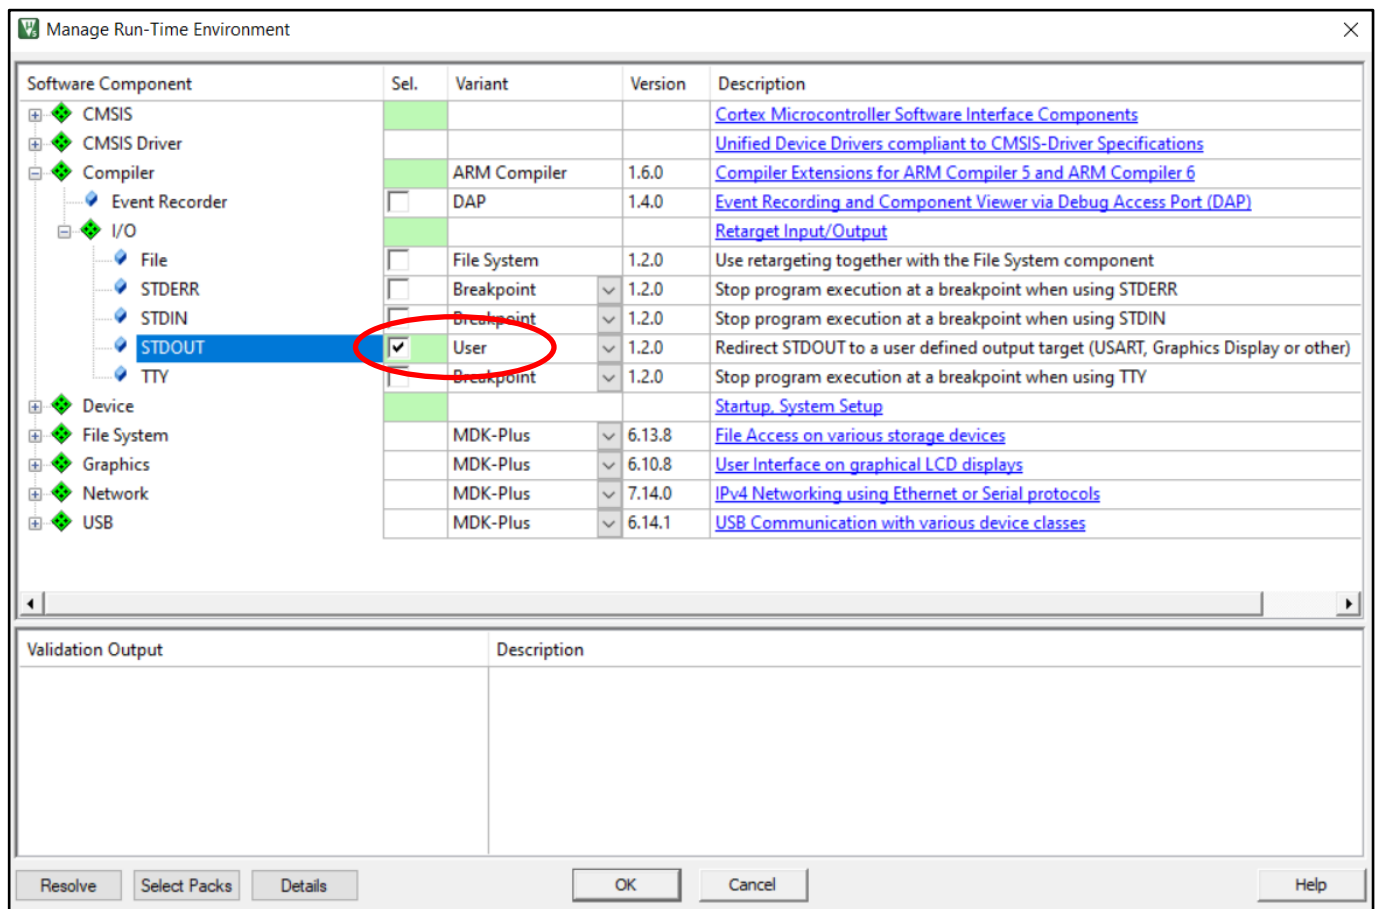 Manage Run-Time Environment
Software Component Sel. Variant Version Description
CMSIS Cortex Microcontroller Software Interface Components
CMSIS Driver Unified Device Drivers compliant to CMSIS-Driver Specifications
Compiler ARM Compiler 1.6.0 Compiler Extensions for ARM Compiler 5 and ARM Compiler 6
Event Recorder DAP 1.4.0 Event Recording and Component Viewer via Debug Access Port (DAP)
I/O Retarget Input/Output
File File System 1.2.0 Use retargeting together with the File System component
STDERR Breakpoint 1.2.0 Stop program execution at a breakpoint when using STDERR
STDIN Breakpoint 1.2.0 Stop program execution at a breakpoint when using STDIN
STDOUT User 1.2.0 Redirect STDOUT to a user defined output target (USART, Graphics Display or other)
TTY Breakpoint 1.2.0 Stop program execution at a breakpoint when using TTY
Device Startup, System Setup
File System MDK-Plus 6.13.8 File Access on various storage devices
Graphics MDK-Plus 6.10.8 User Interface on graphical LCD displays
Network MDK-Plus 7.14.0 IPv4 Networking using Ethernet or Serial protocols
USB MDK-Plus 6.14.1 USB Communication with various device classes
Validation Output Description
Resolve Select Packs Details OK Cancel Help